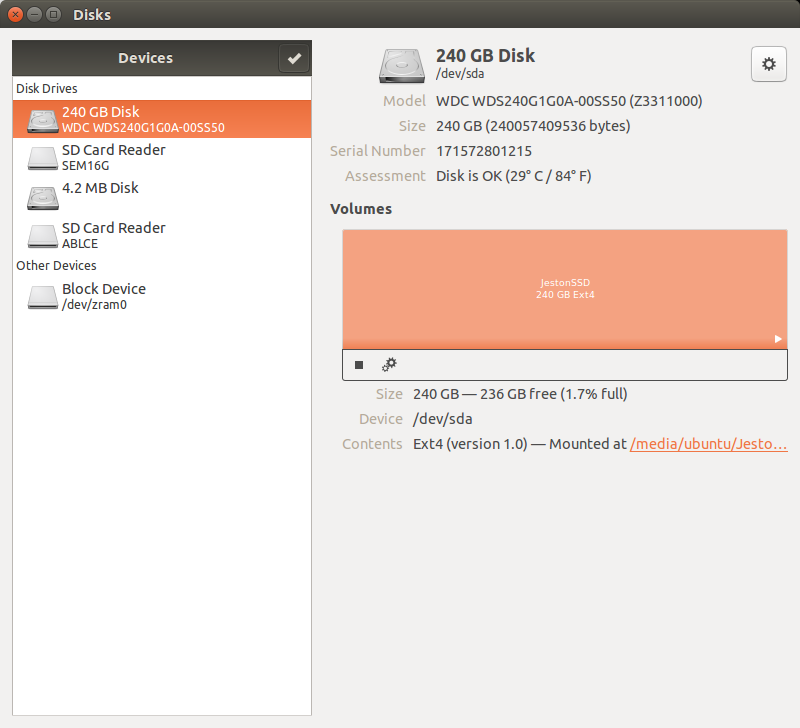 Disks
Devices
Disk Drives
240 GB Disk
WDC WDS240G1G0A-00SS50
SD Card Reader
SEM16G
4.2 MB Disk
SD Card Reader
ABLCE
Other Devices
Block Device
/dev/zram0
240 GB Disk
/dev/sda
Model WDC WDS240G1G0A-00SS50 (Z3311000)
Size 240 GB (240057409536 bytes)
Serial Number 171572801215
Assessment Disk is OK (29° C / 84° F)
Volumes
JestonSSD
240 GB Ext4
Size 240 GB — 236 GB free (1.7% full)
Device /dev/sda
Contents Ext4 (version 1.0) — Mounted at /media/ubuntu/Jesto…